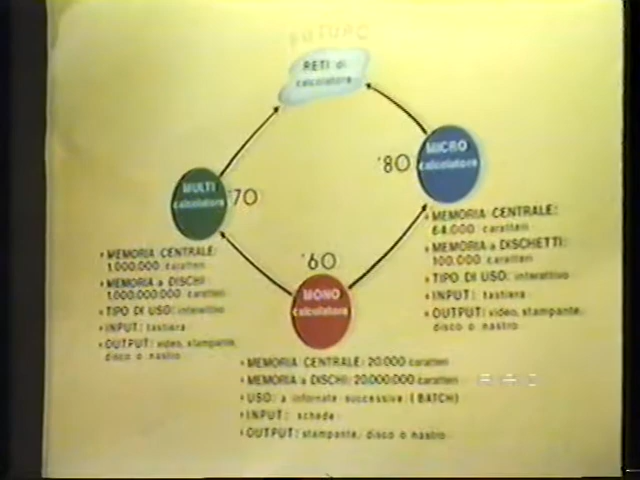 FUTURO
RETI di
calcolatore
'80
MICRO
calcolatore
MULTI
calcolatore
'70
• MEMORIA CENTRALE:
64.000 caratteri
• MEMORIA a DISCHETTI:
100.000 caratteri
• TIPO DI USO: interattivo
• INPUT: tastiera
• OUTPUT: video, stampante,
disco o nastro
• MEMORIA CENTRALE:
1.000.000 caratteri
• MEMORIA a DISCHI:
1.000.000.000 caratteri
• TIPO DI USO: interattivo
• INPUT: tastiera
• OUTPUT: video, stampante,
disco o nastro
'60
MONO
calcolatore
• MEMORIA CENTRALE: 20.000 caratteri
• MEMORIA a DISCHI: 20.000.000 caratteri
• USO: a infornate successive (BATCH)
• INPUT: schede
• OUTPUT: stampante, disco o nastro